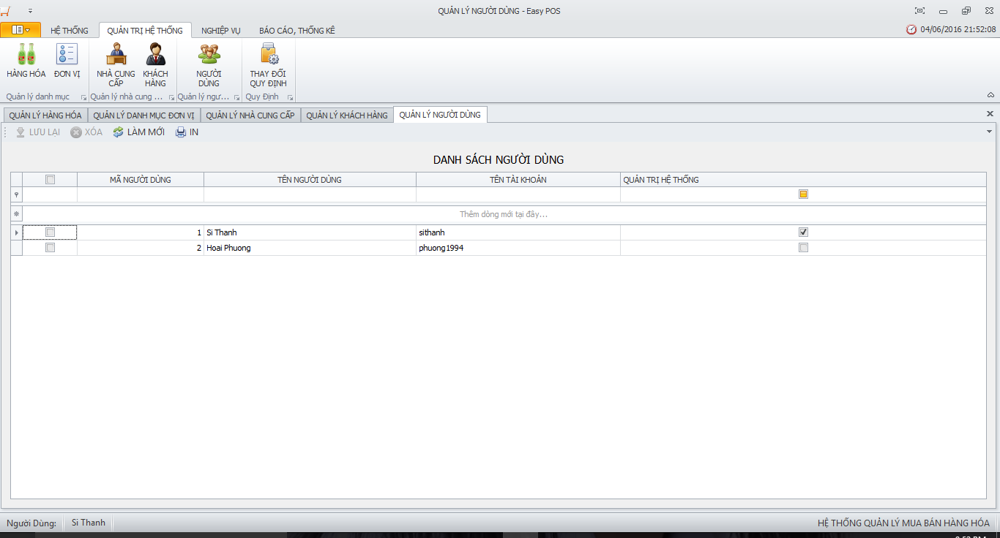 QUẢN LÝ NGƯỜI DÙNG - Easy POS
HỆ THỐNG QUẢN TRỊ HỆ THỐNG NGHIỆP VỤ BÁO CÁO, THỐNG KÊ 04/06/2016 21:52:08
HÀNG HÓA ĐƠN VỊ NHÀ CUNG CẤP KHÁCH HÀNG NGƯỜI DÙNG THAY ĐỔI QUY ĐỊNH
Quản lý danh mục Quản lý nhà cung ... Quản lý ngư... Quy Định
QUẢN LÝ HÀNG HÓA QUẢN LÝ DANH MỤC ĐƠN VỊ QUẢN LÝ NHÀ CUNG CẤP QUẢN LÝ KHÁCH HÀNG QUẢN LÝ NGƯỜI DÙNG
LƯU LẠI XÓA LÀM MỚI IN
DANH SÁCH NGƯỜI DÙNG
MÃ NGƯỜI DÙNG TÊN NGƯỜI DÙNG TÊN TÀI KHOẢN QUẢN TRỊ HỆ THỐNG
Thêm dòng mới tại đây...
1 Si Thanh sithanh
2 Hoai Phuong phuong1994
Người Dùng: Si Thanh HỆ THỐNG QUẢN LÝ MUA BÁN HÀNG HÓA